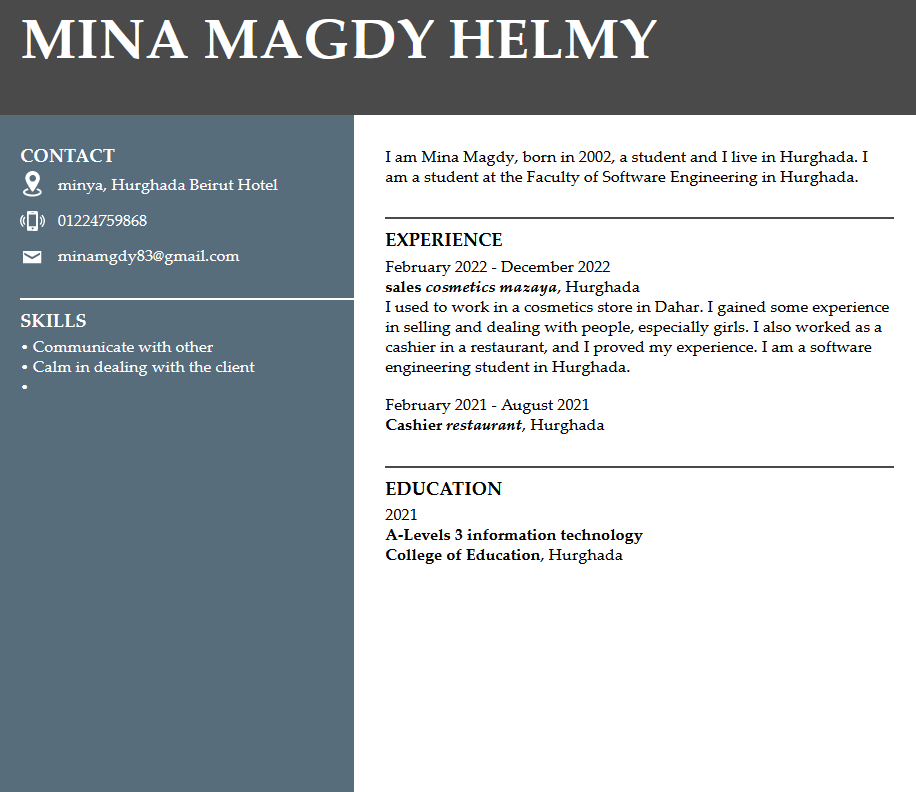 MINA MAGDY HELMY
CONTACT
minya, Hurghada Beirut Hotel
01224759868
minamgdy83@gmail.com
SKILLS
• Communicate with other
• Calm in dealing with the client
•
I am Mina Magdy, born in 2002, a student and I live in Hurghada. I
am a student at the Faculty of Software Engineering in Hurghada.
EXPERIENCE
February 2022 - December 2022
sales cosmetics mazaya, Hurghada
I used to work in a cosmetics store in Dahar. I gained some experience
in selling and dealing with people, especially girls. I also worked as a
cashier in a restaurant, and I proved my experience. I am a software
engineering student in Hurghada.
February 2021 - August 2021
Cashier restaurant, Hurghada
EDUCATION
2021
A-Levels 3 information technology
College of Education, Hurghada